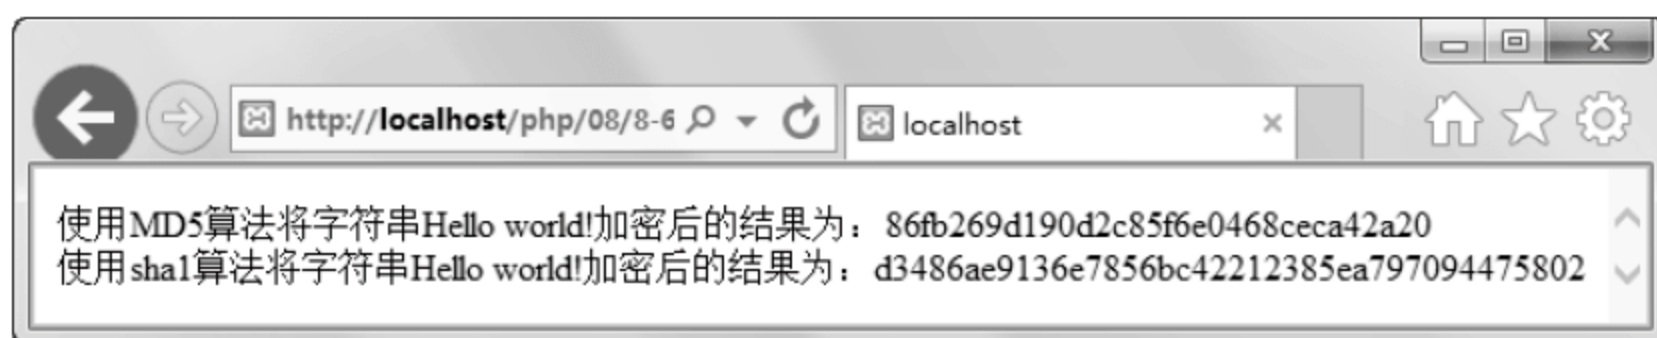 http://localhost/php/08/8-6
localhost
使用MD5算法将字符串Hello world!加密后的结果为：86fb269d190d2c85f6e0468ceca42a20
使用sha1算法将字符串Hello world!加密后的结果为：d3486ae9136e7856bc42212385ea797094475802